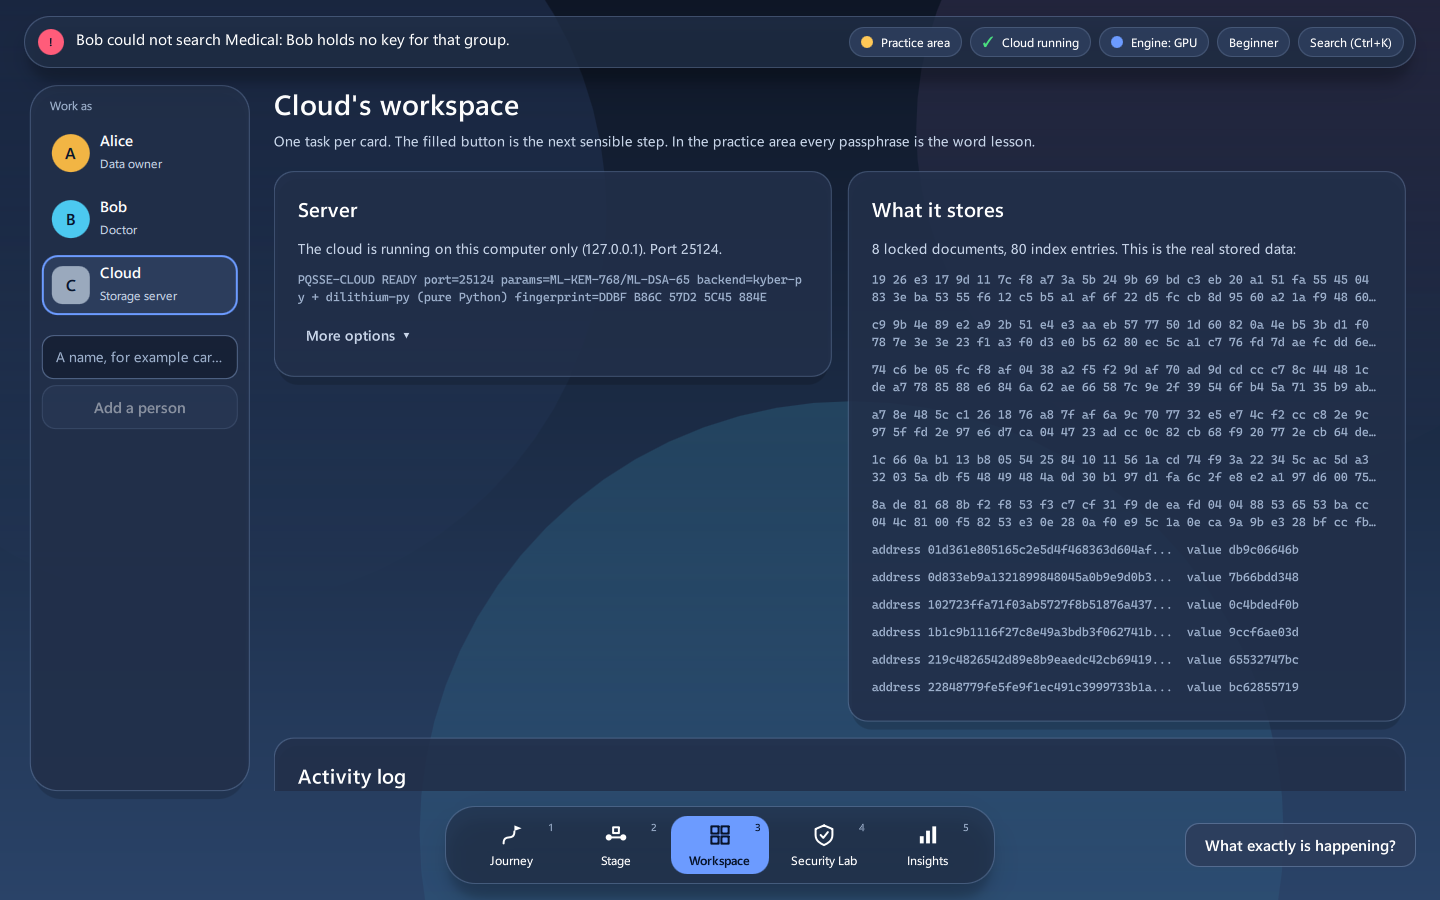 !
Bob could not search Medical: Bob holds no key for that group.
Practice area
✓ Cloud running
Engine: GPU
Beginner
Search (Ctrl+K)
Work as
A
Alice
Data owner
B
Bob
Doctor
C
Cloud
Storage server
A name, for example car...
Add a person
Cloud's workspace
One task per card. The filled button is the next sensible step. In the practice area every passphrase is the word lesson.
Server
The cloud is running on this computer only (127.0.0.1). Port 25124.
PQSSE-CLOUD READY port=25124 params=ML-KEM-768/ML-DSA-65 backend=kyber-p
y + dilithium-py (pure Python) fingerprint=DDBF B86C 57D2 5C45 884E
More options ▾
What it stores
8 locked documents, 80 index entries. This is the real stored data:
19 26 e3 17 9d 11 7c f8 a7 3a 5b 24 9b 69 bd c3 eb 20 a1 51 fa 55 45 04
83 3e ba 53 55 f6 12 c5 b5 a1 af 6f 22 d5 fc cb 8d 95 60 a2 1a f9 48 60…
c9 9b 4e 89 e2 a9 2b 51 e4 e3 aa eb 57 77 50 1d 60 82 0a 4e b5 3b d1 f0
78 7e 3e 3e 23 f1 a3 f0 d3 e0 b5 62 80 ec 5c a1 c7 76 fd 7d ae fc dd 6e…
74 c6 be 05 fc f8 af 04 38 a2 f5 f2 9d af 70 ad 9d cd cc c7 8c 44 48 1c
de a7 78 85 88 e6 84 6a 62 ae 66 58 7c 9e 2f 39 54 6f b4 5a 71 35 b9 ab…
a7 8e 48 5c c1 26 18 76 a8 7f af 6a 9c 70 77 32 e5 e7 4c f2 cc c8 2e 9c
97 5f fd 2e 97 e6 d7 ca 04 47 23 ad cc 0c 82 cb 68 f9 20 77 2e cb 64 de…
1c 66 0a b1 13 b8 05 54 25 84 10 11 56 1a cd 74 f9 3a 22 34 5c ac 5d a3
32 03 5a db f5 48 49 48 4a 0d 30 b1 97 d1 fa 6c 2f e8 e2 a1 97 d6 00 75…
8a de 81 68 8b f2 f8 53 f3 c7 cf 31 f9 de ea fd 04 04 88 53 65 53 ba cc
04 4c 81 00 f5 82 53 e3 0e 28 0a f0 e9 5c 1a 0e ca 9a 9b e3 28 bf cc fb…
address 01d361e805165c2e5d4f468363d604af... value db9c06646b
address 0d833eb9a1321899848045a0b9e9d0b3... value 7b66bdd348
address 102723ffa71f03ab5727f8b51876a437... value 0c4bdedf0b
address 1b1c9b1116f27c8e49a3bdb3f062741b... value 9ccf6ae03d
address 219c4826542d89e8b9eaedc42cb69419... value 65532747bc
address 22848779fe5fe9f1ec491c3999733b1a... value bc62855719
Activity log
Journey 1
Stage 2
Workspace 3
Security Lab 4
Insights 5
What exactly is happening?